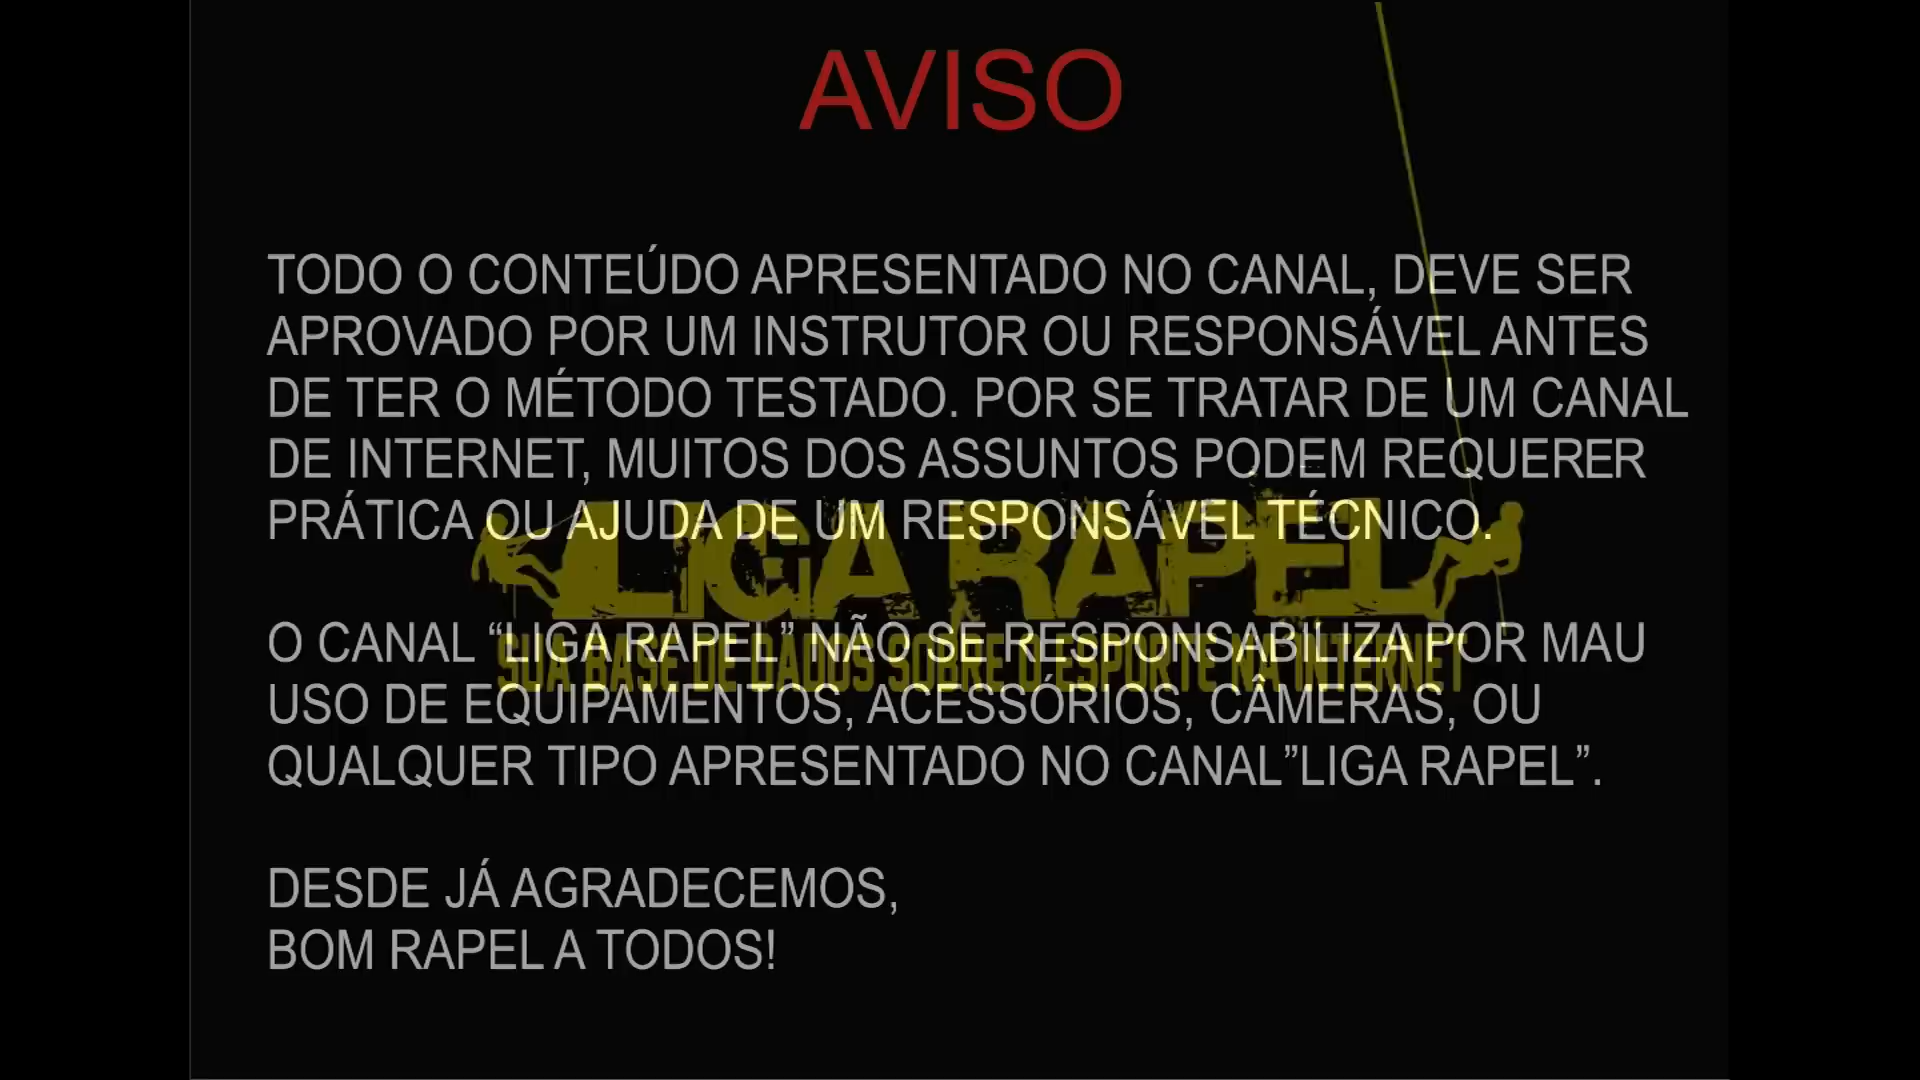 AVISO
TODO O CONTEÚDO APRESENTADO NO CANAL, DEVE SER
APROVADO POR UM INSTRUTOR OU RESPONSÁVEL ANTES
DE TER O MÉTODO TESTADO. POR SE TRATAR DE UM CANAL
DE INTERNET, MUITOS DOS ASSUNTOS PODEM REQUERER
PRÁTICA OU AJUDA DE UM RESPONSÁVEL TÉCNICO.
LIGA RAPEL
O CANAL “LIGA RAPEL” NÃO SE RESPONSABILIZA POR MAU
SUA BASE DE DADOS SOBRE O ESPORTE NA INTERNET
USO DE EQUIPAMENTOS, ACESSÓRIOS, CÂMERAS, OU
QUALQUER TIPO APRESENTADO NO CANAL”LIGA RAPEL”.
DESDE JÁ AGRADECEMOS,
BOM RAPEL A TODOS!